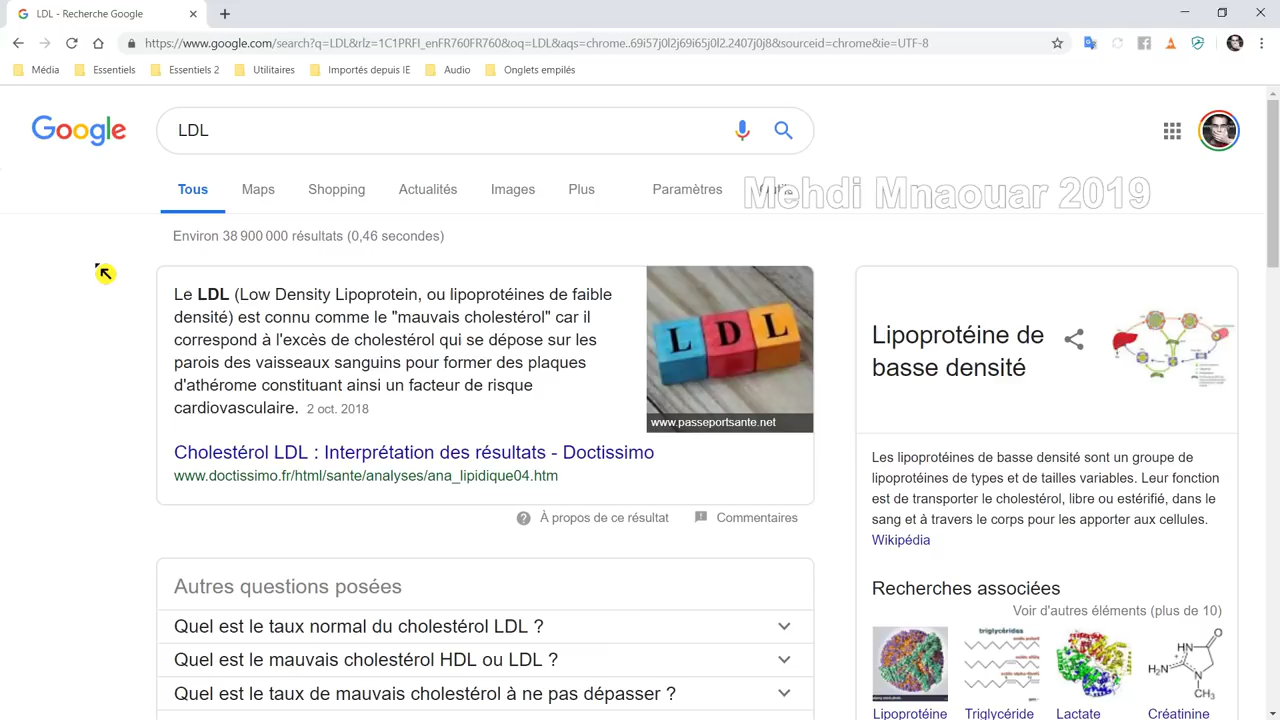 LDL - Recherche Google
https://www.google.com/search?q=LDL&rlz=1C1PRFI_enFR760FR760&oq=LDL&aqs=chrome..69i57j0l2j69i65j0l2.2407j0j8&sourceid=chrome&ie=UTF-8
Média Essentiels Essentiels 2 Utilitaires Importés depuis IE Audio Onglets empilés
Google LDL
Tous Maps Shopping Actualités Images Plus Paramètres Outils
Mehdi Mnaouar 2019
Environ 38 900 000 résultats (0,46 secondes)
Le LDL (Low Density Lipoprotein, ou lipoprotéines de faible
densité) est connu comme le "mauvais cholestérol" car il
correspond à l'excès de cholestérol qui se dépose sur les
parois des vaisseaux sanguins pour former des plaques
d'athérome constituant ainsi un facteur de risque
cardiovasculaire. 2 oct. 2018
LDL
www.passeportsante.net
Cholestérol LDL : Interprétation des résultats - Doctissimo
www.doctissimo.fr/html/sante/analyses/ana_lipidique04.htm
À propos de ce résultat Commentaires
Autres questions posées
Quel est le taux normal du cholestérol LDL ?
Quel est le mauvais cholestérol HDL ou LDL ?
Quel est le taux de mauvais cholestérol à ne pas dépasser ?
Lipoprotéine de
basse densité
Les lipoprotéines de basse densité sont un groupe de
lipoprotéines de types et de tailles variables. Leur fonction
est de transporter le cholestérol, libre ou estérifié, dans le
sang et à travers le corps pour les apporter aux cellules.
Wikipédia
Recherches associées
Voir d'autres éléments (plus de 10)
triglycérides
HN
NH
H₂N
N
O
CH₃
Lipoprotéine Triglycéride Lactate Créatinine